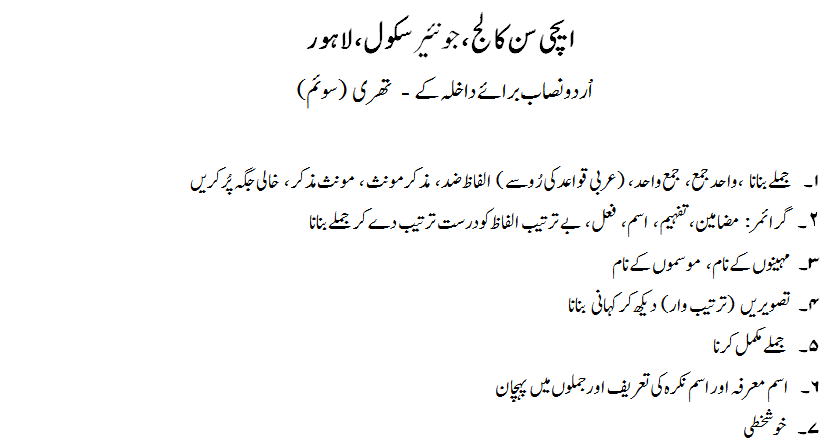 ایچی سن کالج، جونئیر سکول، لاہور
اُردو نصاب برائے داخلہ کے - تھری (سوئم)
۱۔ جملے بنانا، واحد جمع، جمع واحد، (عربی قواعد کی رُو سے) الفاظ ضد، مذکر مونث، مونث مذکر، خالی جگہ پُر کریں
۲۔ گرائمر: مضامین، تفہیم، اسم، فعل، بے ترتیب الفاظ کو درست ترتیب دے کر جملے بنانا
۳۔ مہینوں کے نام، موسموں کے نام
۴۔ تصویریں (ترتیب وار) دیکھ کر کہانی بنانا
۵۔ جملے مکمل کرنا
۶۔ اسم معرفہ اور اسم نکرہ کی تعریف اور جملوں میں پہچان
۷۔ خوشخطی